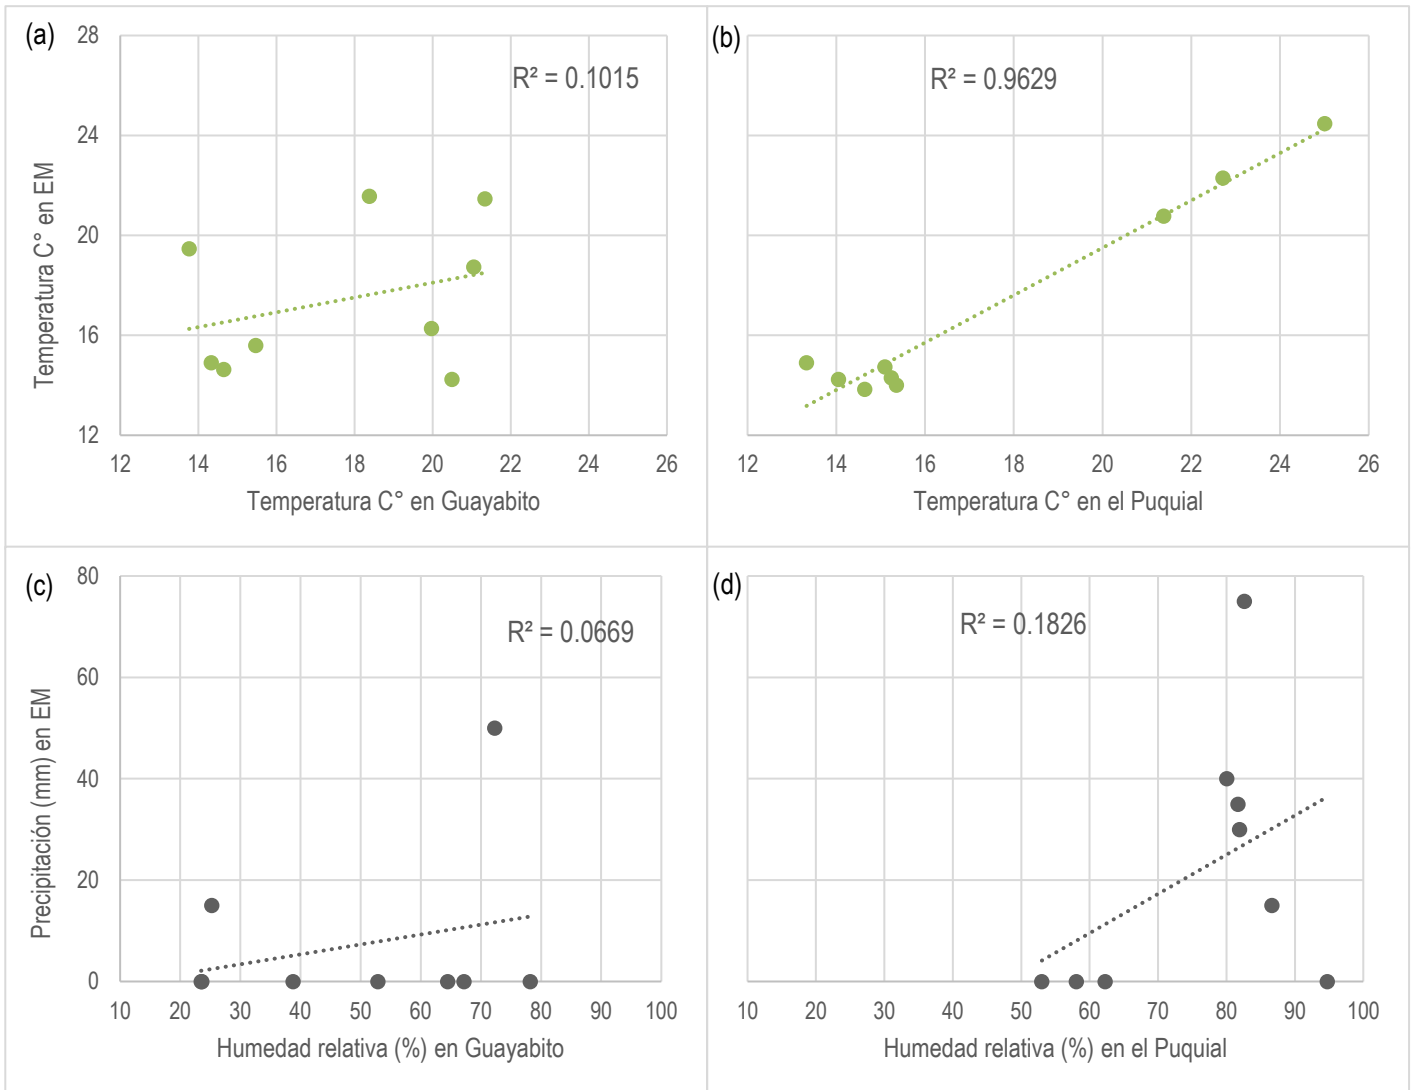 (a)
R² = 0.1015
28
24
20
16
12
Temperatura C° en EM
12 14 16 18 20 22 24 26
Temperatura C° en Guayabito
(b)
R² = 0.9629
12 14 16 18 20 22 24 26
Temperatura C° en el Puquial
(c)
R² = 0.0669
80
60
40
20
0
Precipitación (mm) en EM
10 20 30 40 50 60 70 80 90 100
Humedad relativa (%) en Guayabito
(d)
R² = 0.1826
10 20 30 40 50 60 70 80 90 100
Humedad relativa (%) en el Puquial